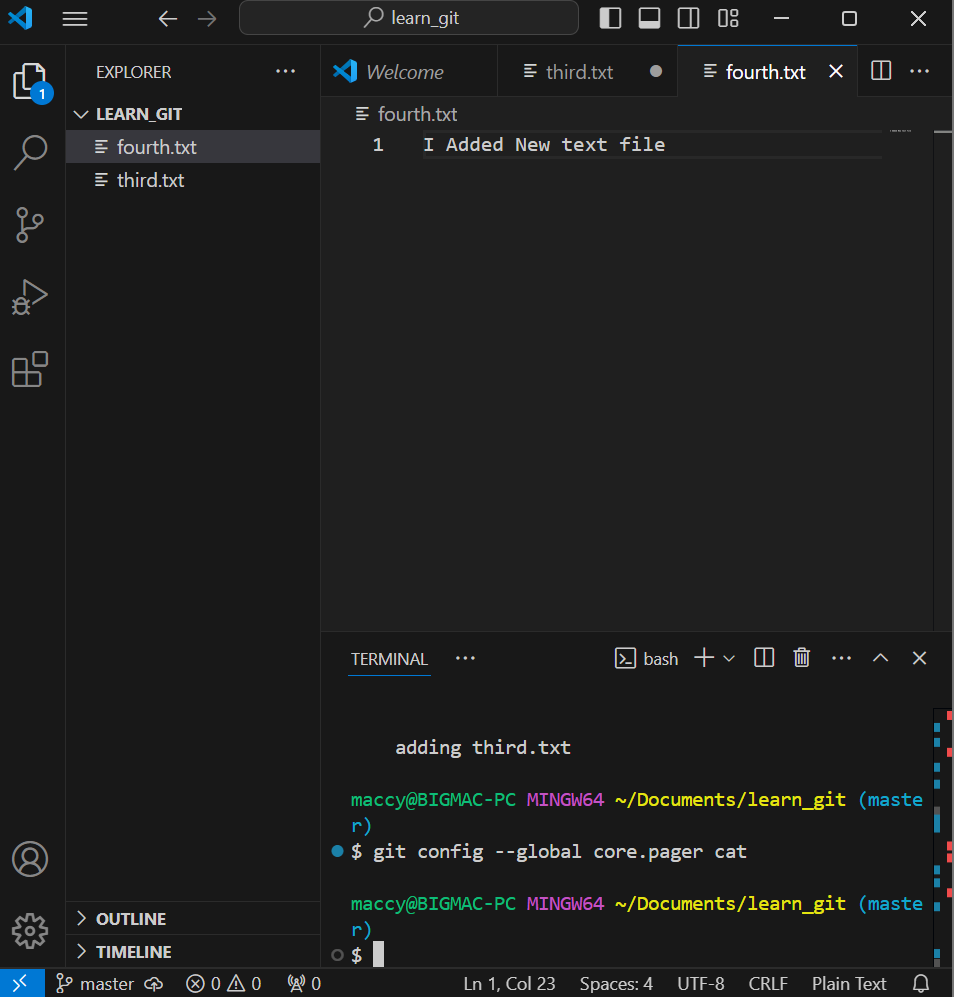 learn_git
EXPLORER
Welcome
third.txt
fourth.txt
1
LEARN_GIT
fourth.txt
fourth.txt
1 I Added New text file
third.txt
TERMINAL
bash
adding third.txt
maccy@BIGMAC-PC MINGW64 ~/Documents/learn_git (maste
r)
$ git config --global core.pager cat
maccy@BIGMAC-PC MINGW64 ~/Documents/learn_git (maste
r)
$
OUTLINE
TIMELINE
master 0 0 0 Ln 1, Col 23 Spaces: 4 UTF-8 CRLF Plain Text